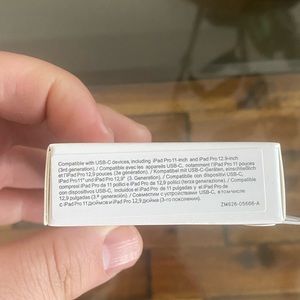 Compatible with USB-C devices, including iPad Pro 11-inch and iPad Pro 12.9-inch
(3rd generation). / Compatible avec les appareils USB-C, notamment l'iPad Pro 11 pouces
et l'iPad Pro 12,9 pouces (3e génération). / Kompatibel mit USB-C-Geräten, einschließlich
iPad Pro 11" und iPad Pro 12,9" (3. Generation). / Compatibile con dispositivi USB-C,
compresi iPad Pro da 11 pollici e iPad Pro da 12,9 pollici (terza generazione). / Compatible
con dispositivos USB-C, incluidos el iPad Pro de 11 pulgadas y el iPad Pro de
12,9 pulgadas (3.ª generación). / Совместим с устройствами USB-C,
с iPad Pro 11 дюймов и iPad Pro 12,9 дюйма (3-го поколения).
ZM626-05666-A